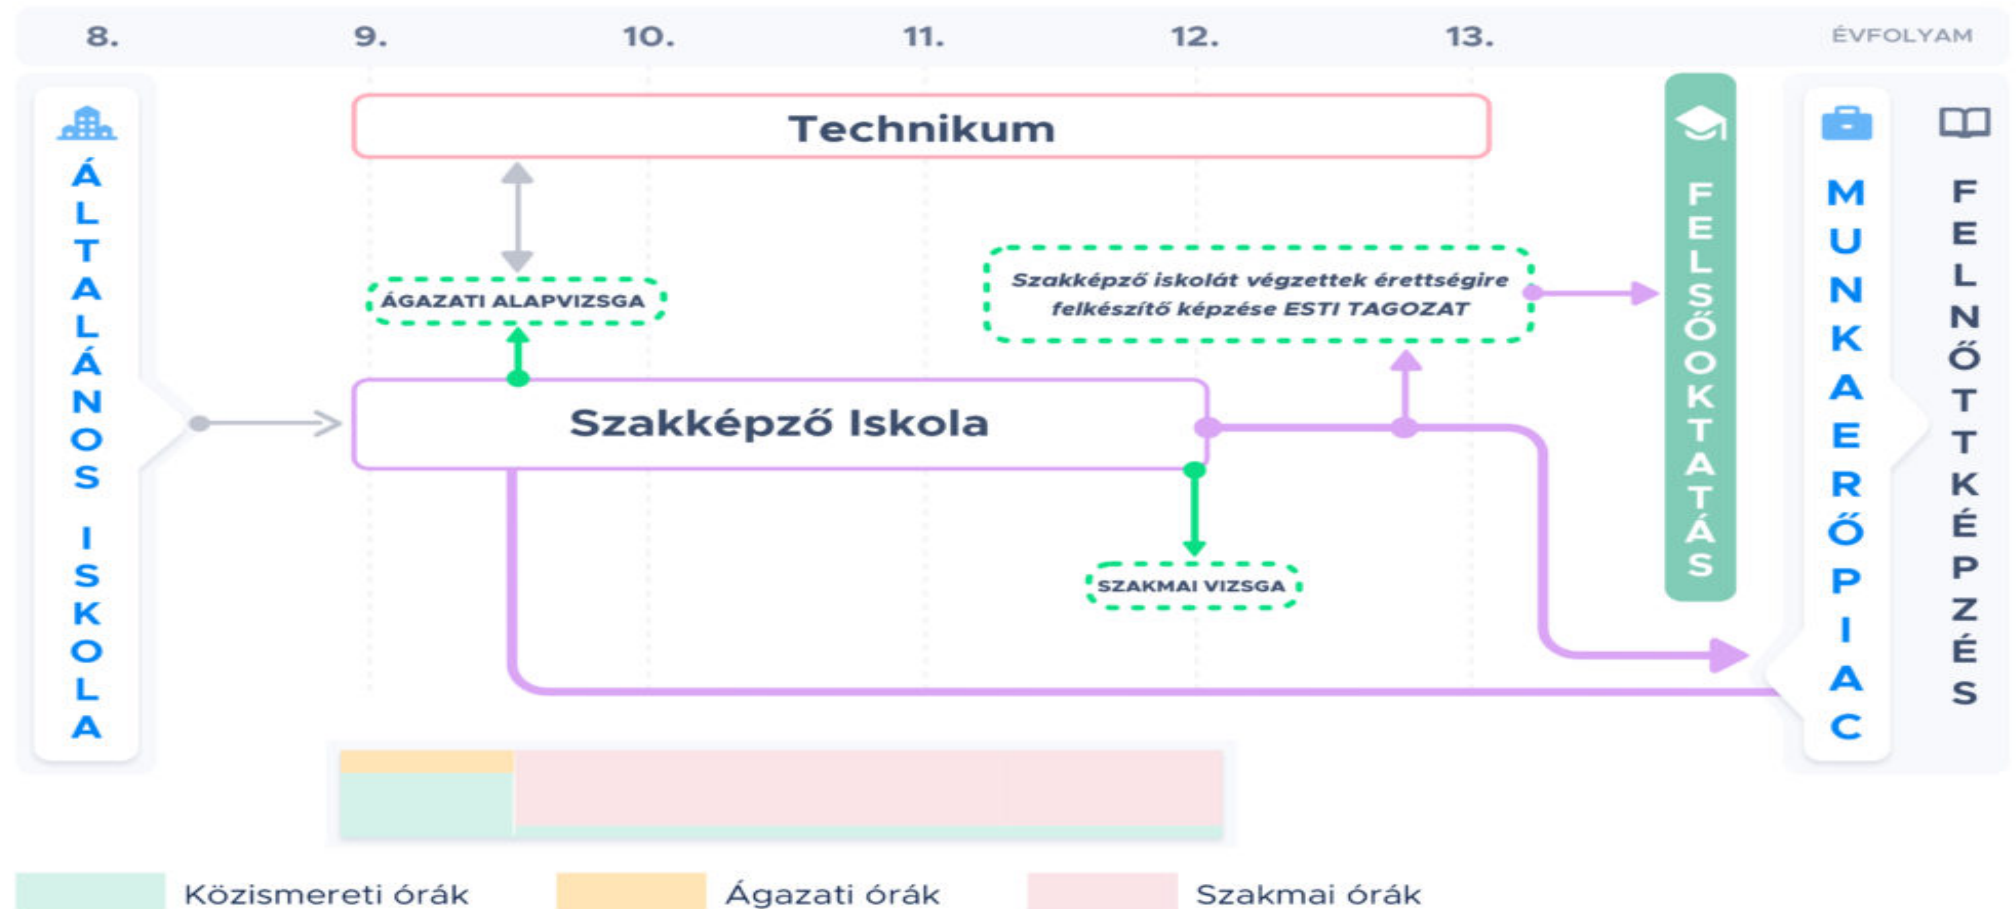 8. 9. 10. 11. 12. 13. ÉVFOLYAM
ÁLTALÁNOS ISKOLA
Technikum
ÁGAZATI ALAPVIZSGA
Szakképző iskolát végzettek érettségire
felkészítő képzése ESTI TAGOZAT
Szakképző Iskola
SZAKMAI VIZSGA
FELSŐOKTATÁS
MUNKAERŐPIAC
FELNŐTTKÉPZÉS
Közismereti órák
Ágazati órák
Szakmai órák